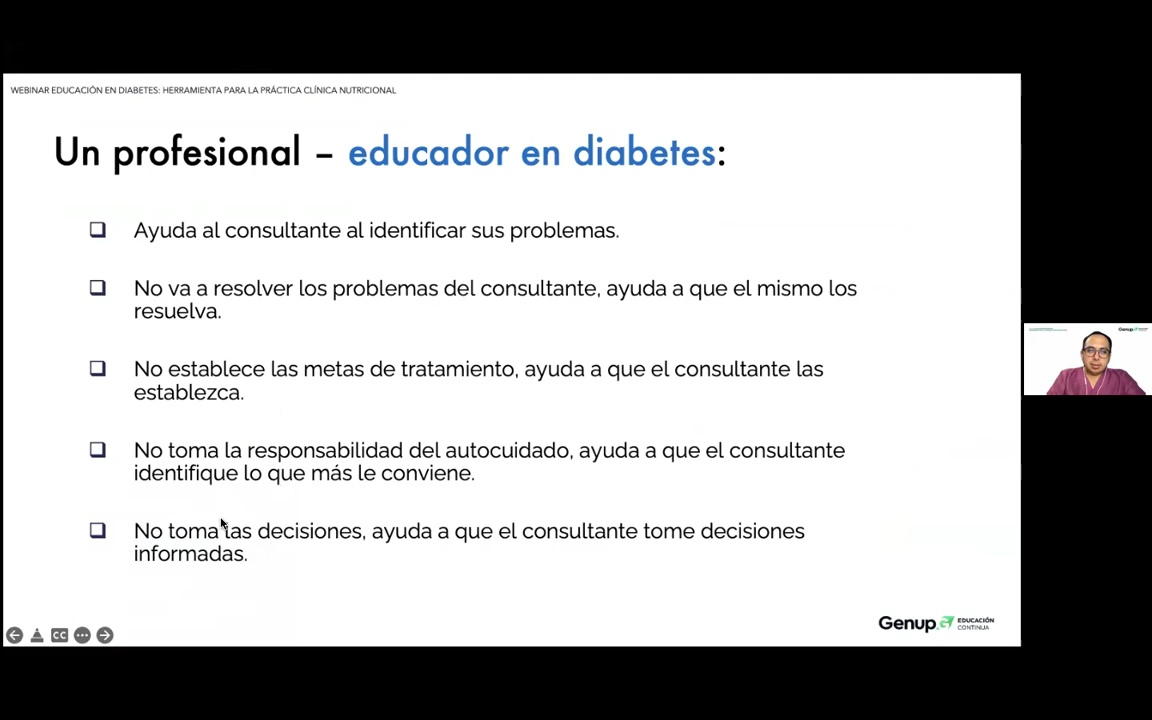 WEBINAR EDUCACIÓN EN DIABETES: HERRAMIENTA PARA LA PRÁCTICA CLÍNICA NUTRICIONAL
Un profesional – educador en diabetes:
Ayuda al consultante al identificar sus problemas.
No va a resolver los problemas del consultante, ayuda a que el mismo los
resuelva.
No establece las metas de tratamiento, ayuda a que el consultante las
establezca.
No toma la responsabilidad del autocuidado, ayuda a que el consultante
identifique lo que más le conviene.
No toma las decisiones, ayuda a que el consultante tome decisiones
informadas.
CC
Genup EDUCACIÓN
CONTINUA
Genup